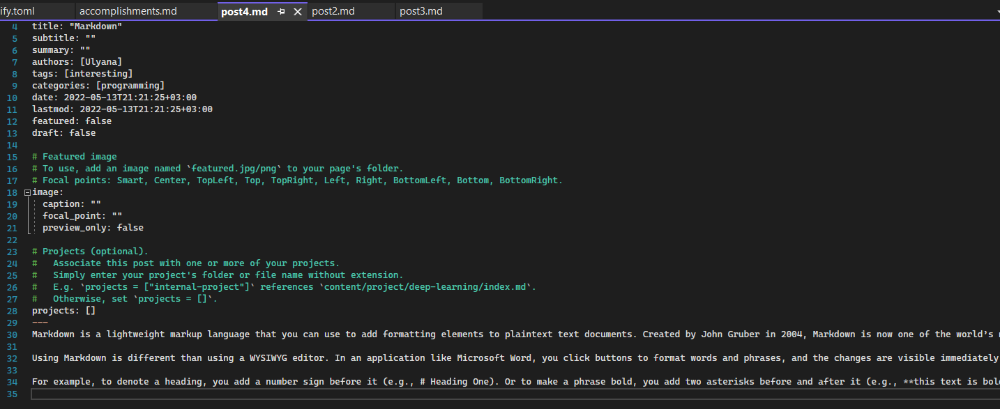 ify.toml accomplishments.md post4.md post2.md post3.md
4 title: "Markdown"
5 subtitle: ""
6 summary: ""
7 authors: [Ulyana]
8 tags: [interesting]
9 categories: [programming]
10 date: 2022-05-13T21:21:25+03:00
11 lastmod: 2022-05-13T21:21:25+03:00
12 featured: false
13 draft: false
14
15 # Featured image
16 # To use, add an image named `featured.jpg/png` to your page's folder.
17 # Focal points: Smart, Center, TopLeft, Top, TopRight, Left, Right, BottomLeft, Bottom, BottomRight.
18 image:
19 caption: ""
20 focal_point: ""
21 preview_only: false
22
23 # Projects (optional).
24 #   Associate this post with one or more of your projects.
25 #   Simply enter your project's folder or file name without extension.
26 #   E.g. `projects = ["internal-project"]` references `content/project/deep-learning/index.md`.
27 #   Otherwise, set `projects = []`.
28 projects: []
29 ---
30 Markdown is a lightweight markup language that you can use to add formatting elements to plaintext text documents. Created by John Gruber in 2004, Markdown is now one of the world's
31
32 Using Markdown is different than using a WYSIWYG editor. In an application like Microsoft Word, you click buttons to format words and phrases, and the changes are visible immediately
33
34 For example, to denote a heading, you add a number sign before it (e.g., # Heading One). Or to make a phrase bold, you add two asterisks before and after it (e.g., **this text is bol
35